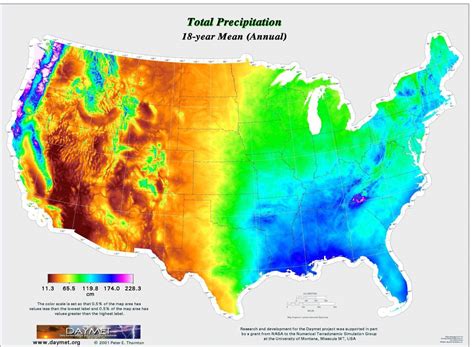 Total Precipitation
18-year Mean (Annual)
11.3 65.5 119.8 174.0 228.3
cm
The color scale is set so that 0.5% of the map area has
values less than the lowest label and 0.5% of the map area has
values greater than the highest label.
DAYMET
www.daymet.org © 2001 Peter E. Thornton
Research and development for the Daymet project was supported in part
by a grant from NASA to the Numerical Terradynamic Simulation Group
at the University of Montana, Missoula MT, USA